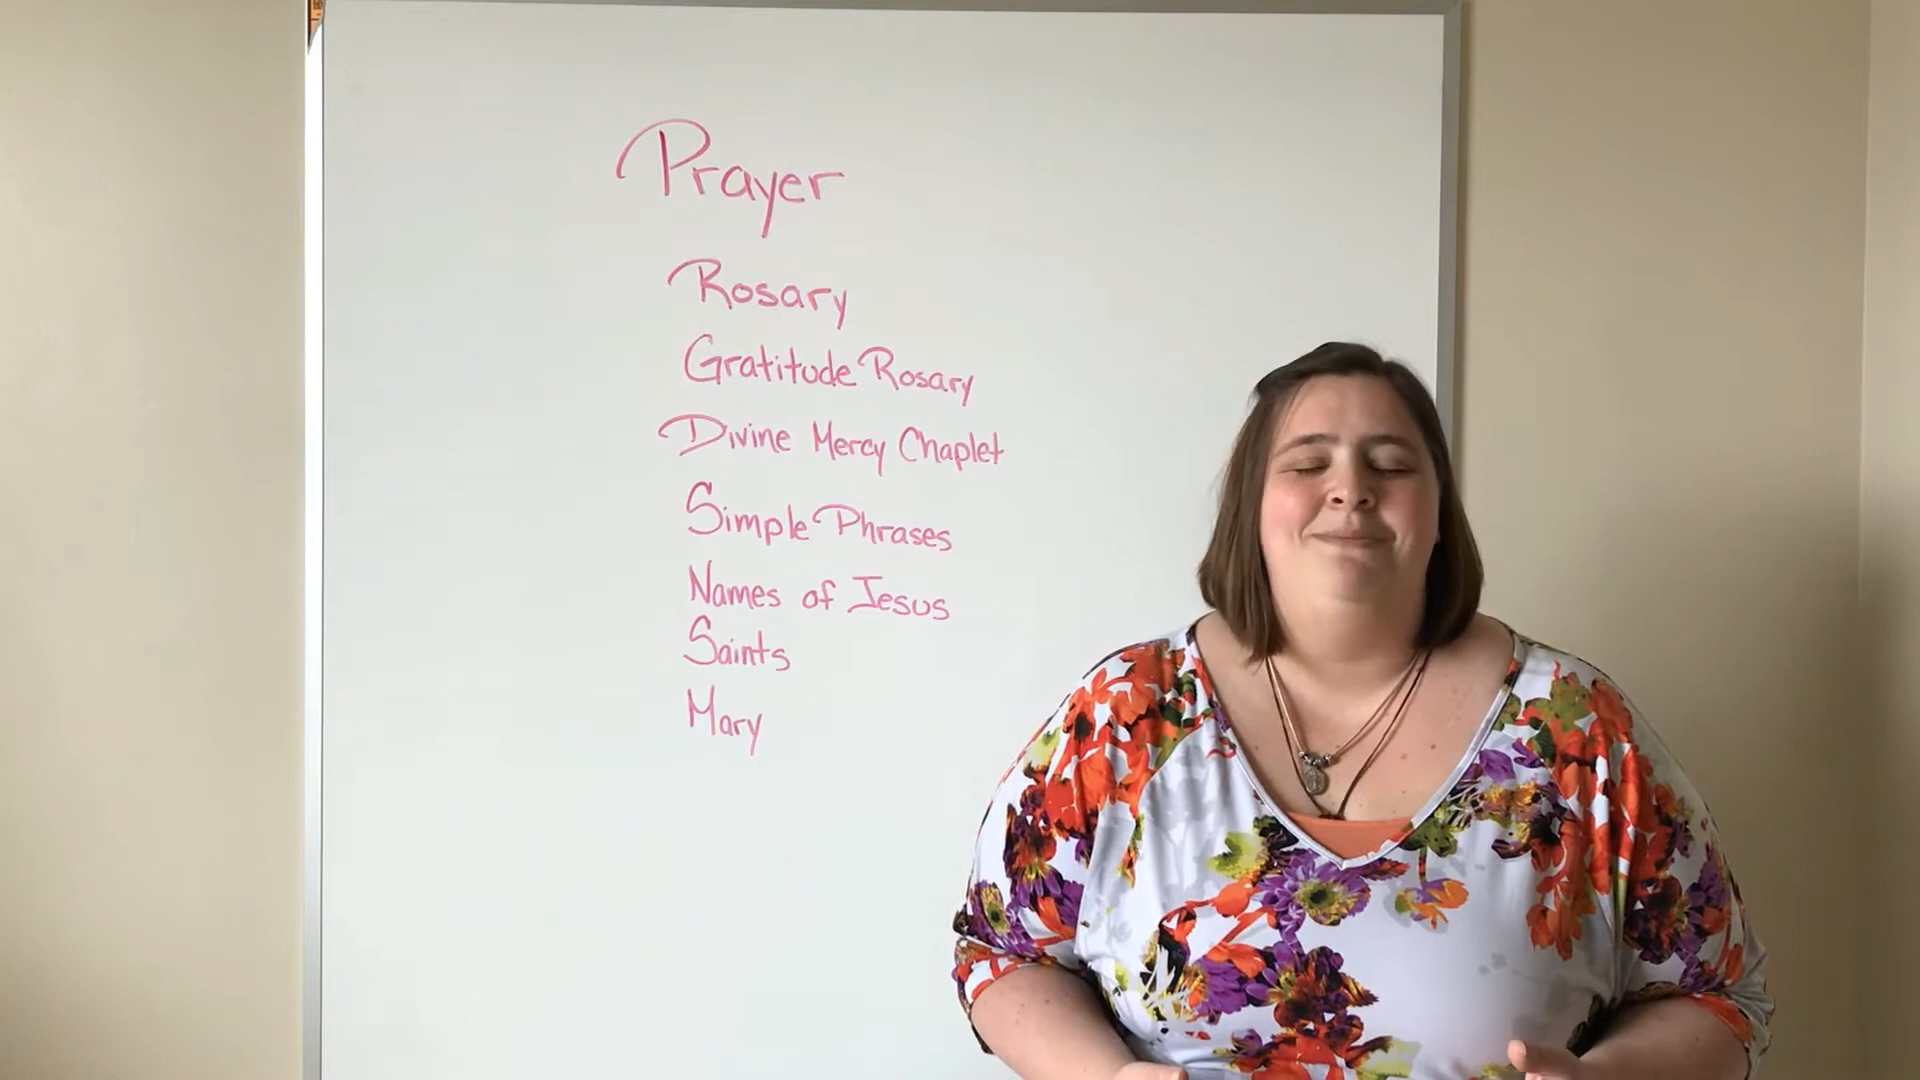 Prayer
Rosary
Gratitude Rosary
Divine Mercy Chaplet
Simple Phrases
Names of Jesus
Saints
Mary